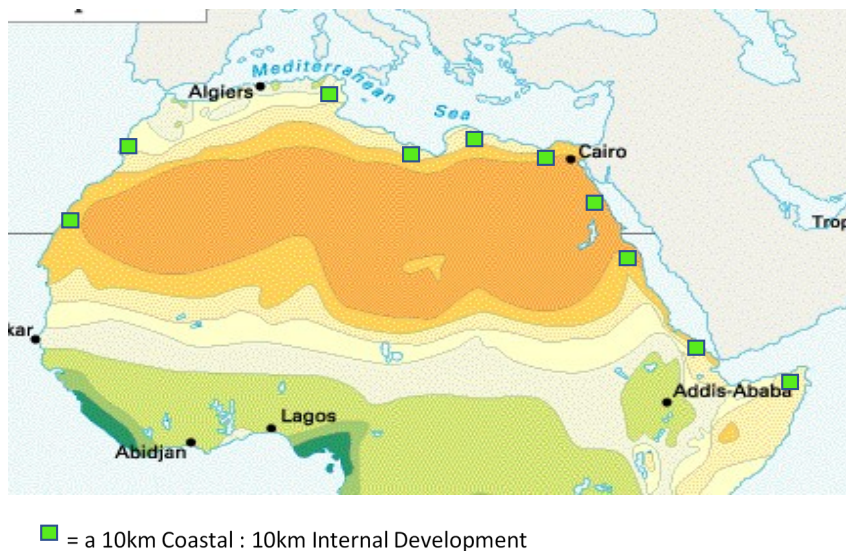 Algiers
Mediterranean
Sea
Cairo
Trop
kar
Addis-Ababa
Lagos
Abidjan
= a 10km Coastal : 10km Internal Development